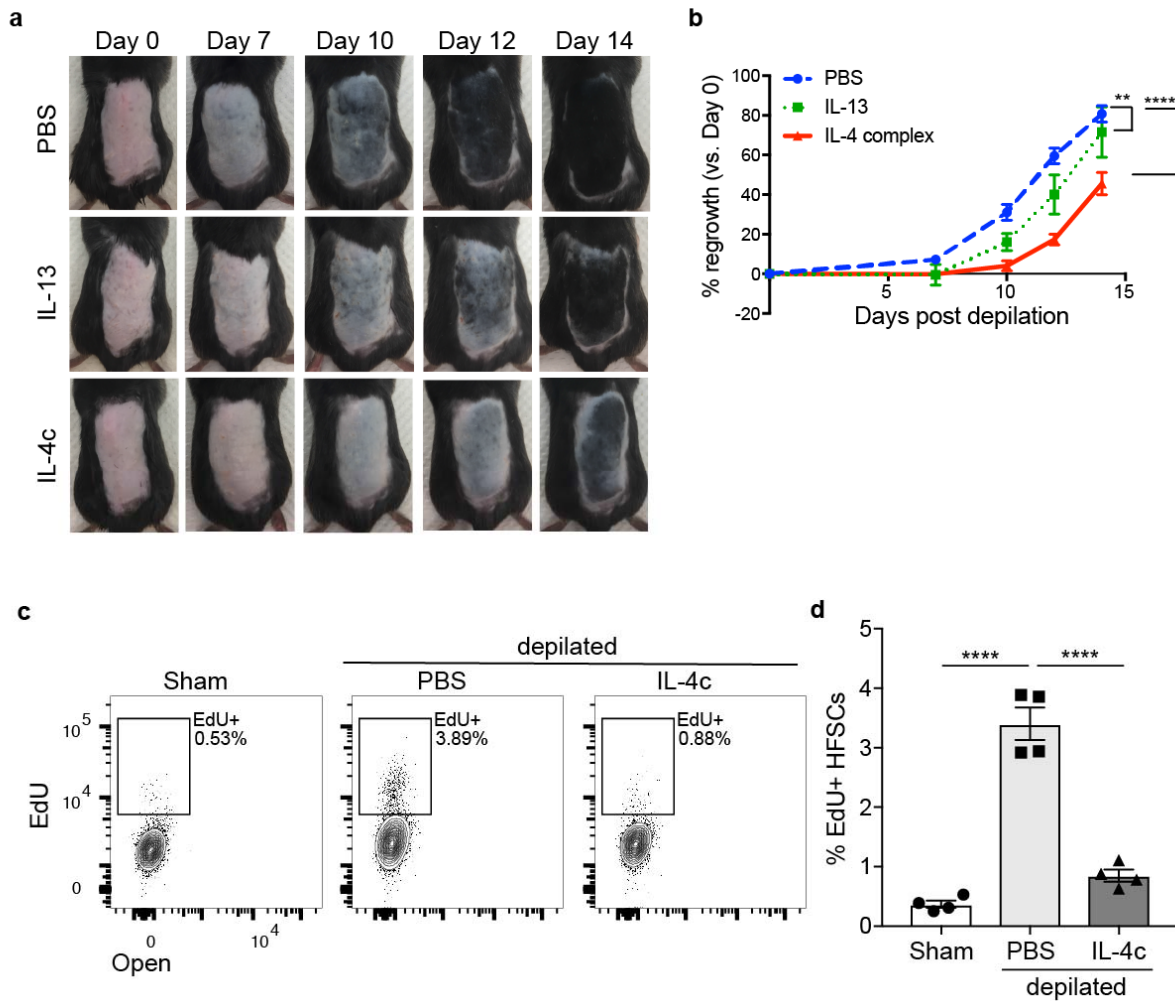 a
Day 0 Day 7 Day 10 Day 12 Day 14
PBS
IL-13
IL-4c
b
% regrowth (vs. Day 0)
100
80
60
40
20
0
-20
PBS
IL-13
IL-4 complex
** ****
5 10 15
Days post depilation
c
depilated
Sham PBS IL-4c
EdU
10^5
10^4
0
EdU+
0.53%
EdU+
3.89%
EdU+
0.88%
0 10^4
Open
d
% EdU+ HFSCs
5
4
3
2
1
0
**** ****
Sham PBS IL-4c
depilated